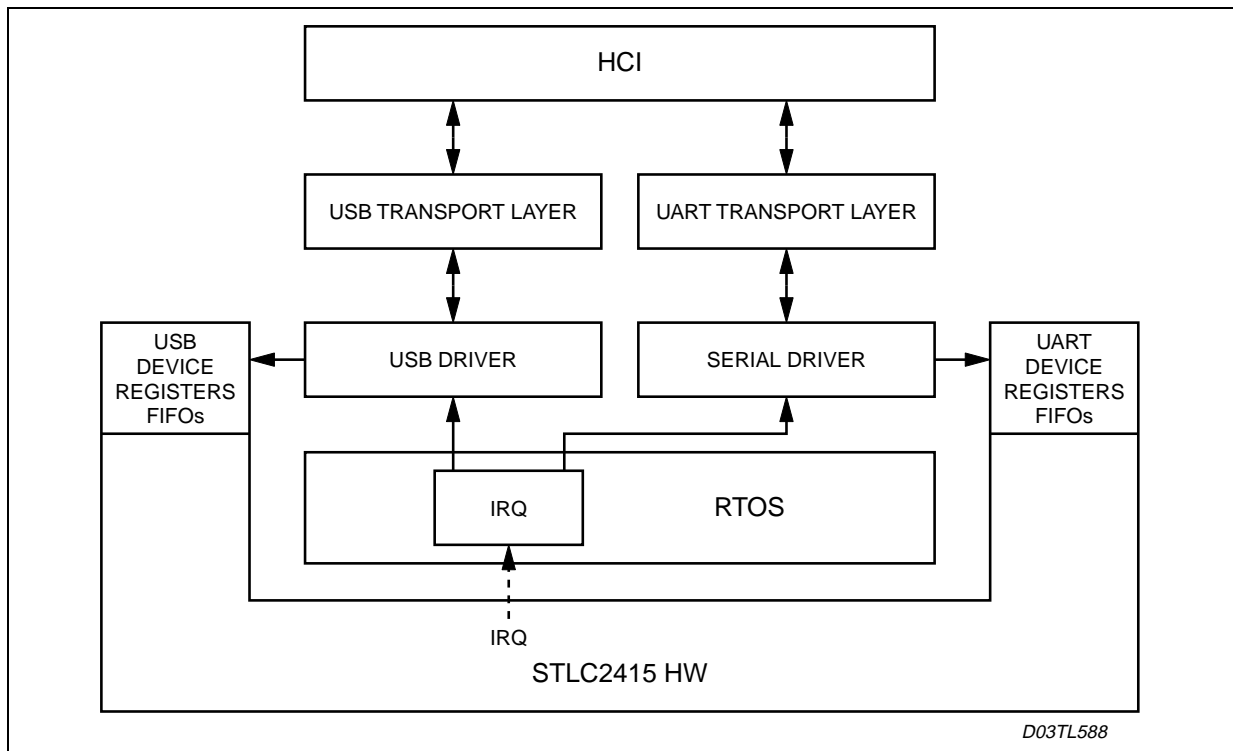 HCI
USB TRANSPORT LAYER
UART TRANSPORT LAYER
USB
DEVICE
REGISTERS
FIFOs
USB DRIVER
SERIAL DRIVER
UART
DEVICE
REGISTERS
FIFOs
IRQ
RTOS
IRQ
STLC2415 HW
D03TL588